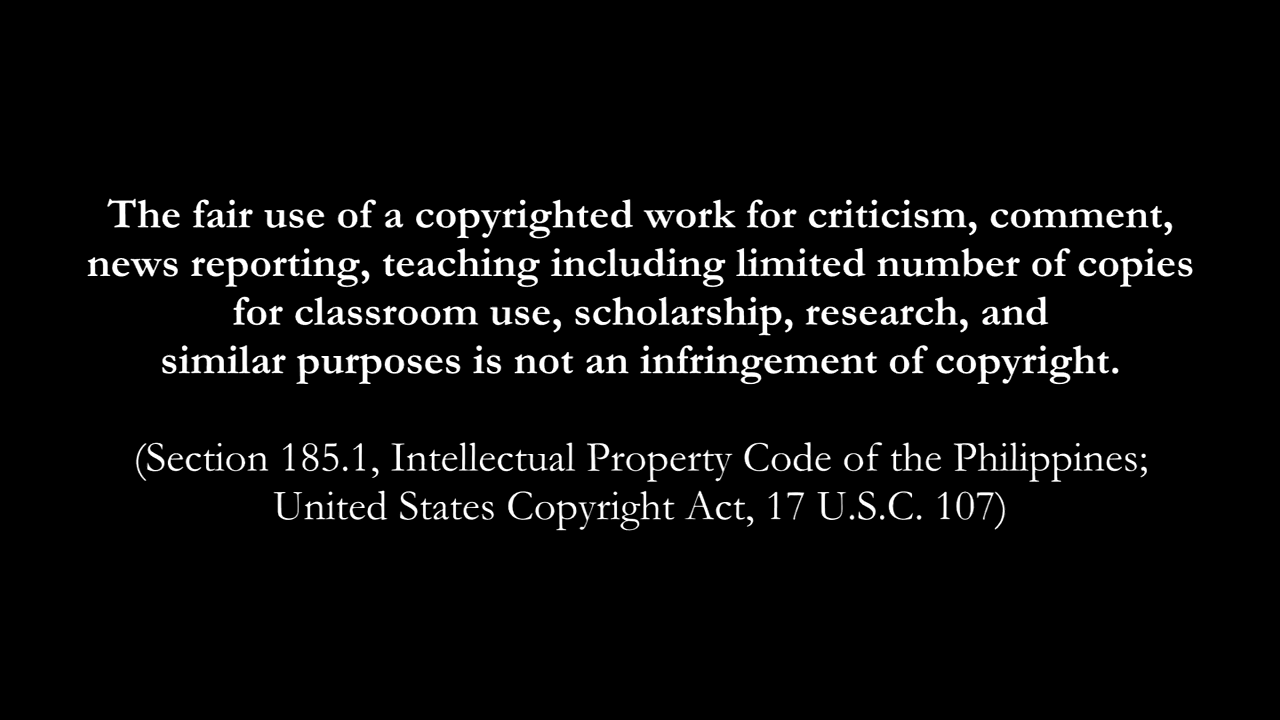 The fair use of a copyrighted work for criticism, comment,
news reporting, teaching including limited number of copies
for classroom use, scholarship, research, and
similar purposes is not an infringement of copyright.
(Section 185.1, Intellectual Property Code of the Philippines;
United States Copyright Act, 17 U.S.C. 107)